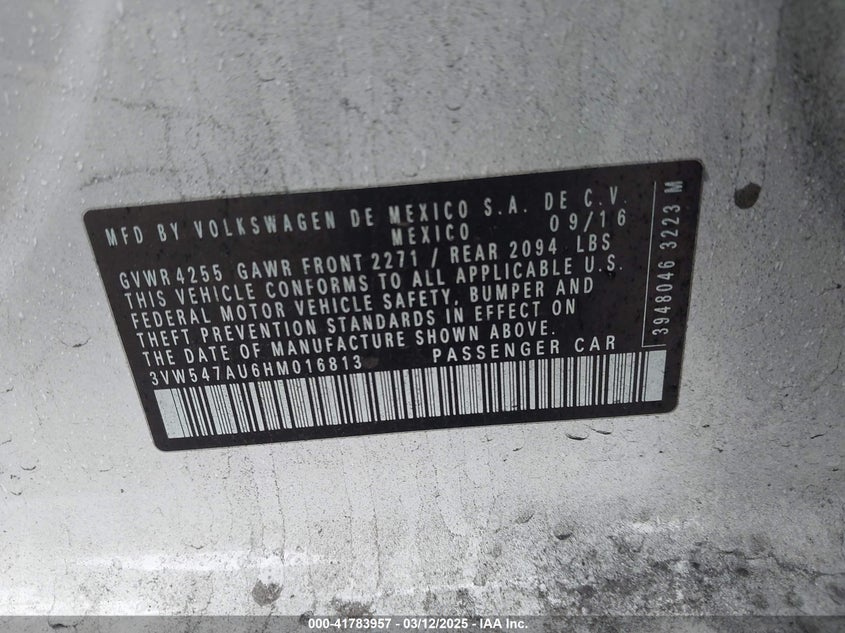 MFD BY VOLKSWAGEN DE MEXICO S.A. DE C.V.
MEXICO 09/16
GVWR 4255 GAWR FRONT 2271 / REAR 2094 LBS
THIS VEHICLE CONFORMS TO ALL APPLICABLE U.S.
FEDERAL MOTOR VEHICLE SAFETY, BUMPER AND
THEFT PREVENTION STANDARDS IN EFFECT ON
THE DATE OF MANUFACTURE SHOWN ABOVE.
3VW547AU6HM016813 PASSENGER CAR
3948046 3223 M
000-41783957 - 03/12/2025 - IAA Inc.